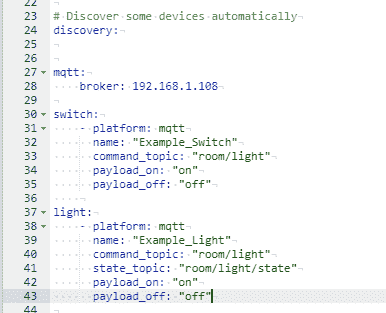 22
23 # Discover some devices automatically
24 discovery:
25
26
27 mqtt:
28     broker: 192.168.1.108
29
30 switch:
31     - platform: mqtt
32       name: "Example_Switch"
33       command_topic: "room/light"
34       payload_on: "on"
35       payload_off: "off"
36
37 light:
38     - platform: mqtt
39       name: "Example_Light"
40       command_topic: "room/light"
41       state_topic: "room/light/state"
42       payload_on: "on"
43       payload_off: "off"
44